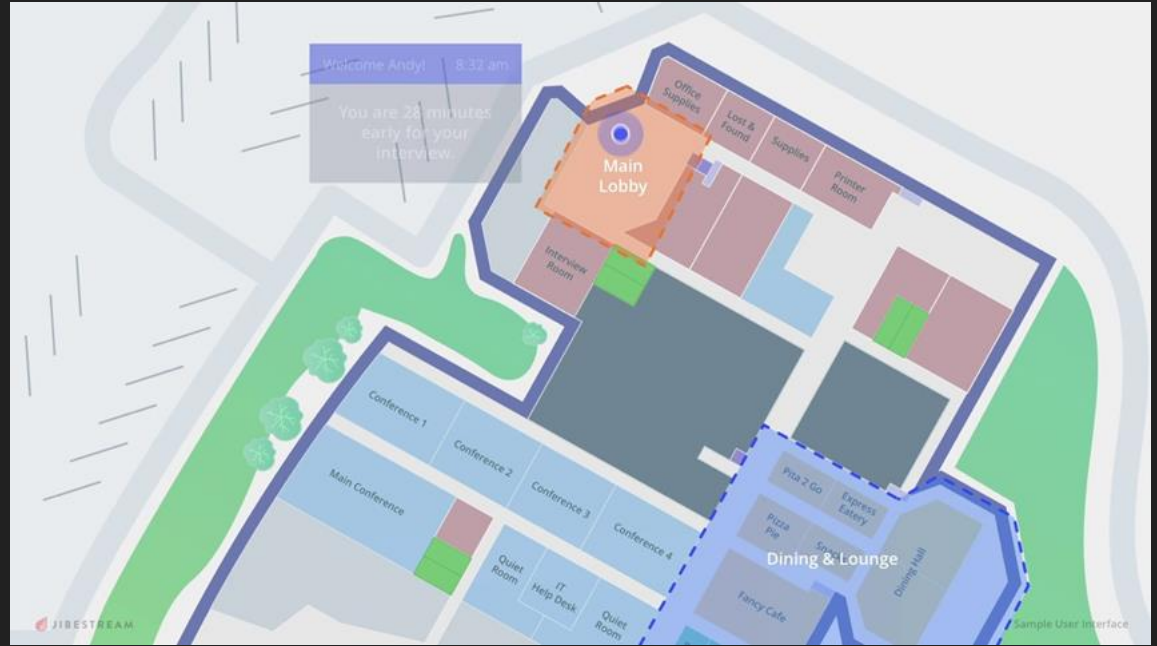 Welcome Andy! 8:32 am
You are 28 minutes
early for your
interview.
Office
Supplies
Lost &
Found
Supplies
Printer
Room
Main
Lobby
Interview
Room
Conference 1
Conference 2
Conference 3
Conference 4
Main Conference
Quiet
Room
IT
Help Desk
Quiet
Room
Pita 2 Go
Express
Eatery
Pizza
Pie
Dining & Lounge
Dining Hall
Fancy Cafe
JIBESTREAM
Sample User Interface